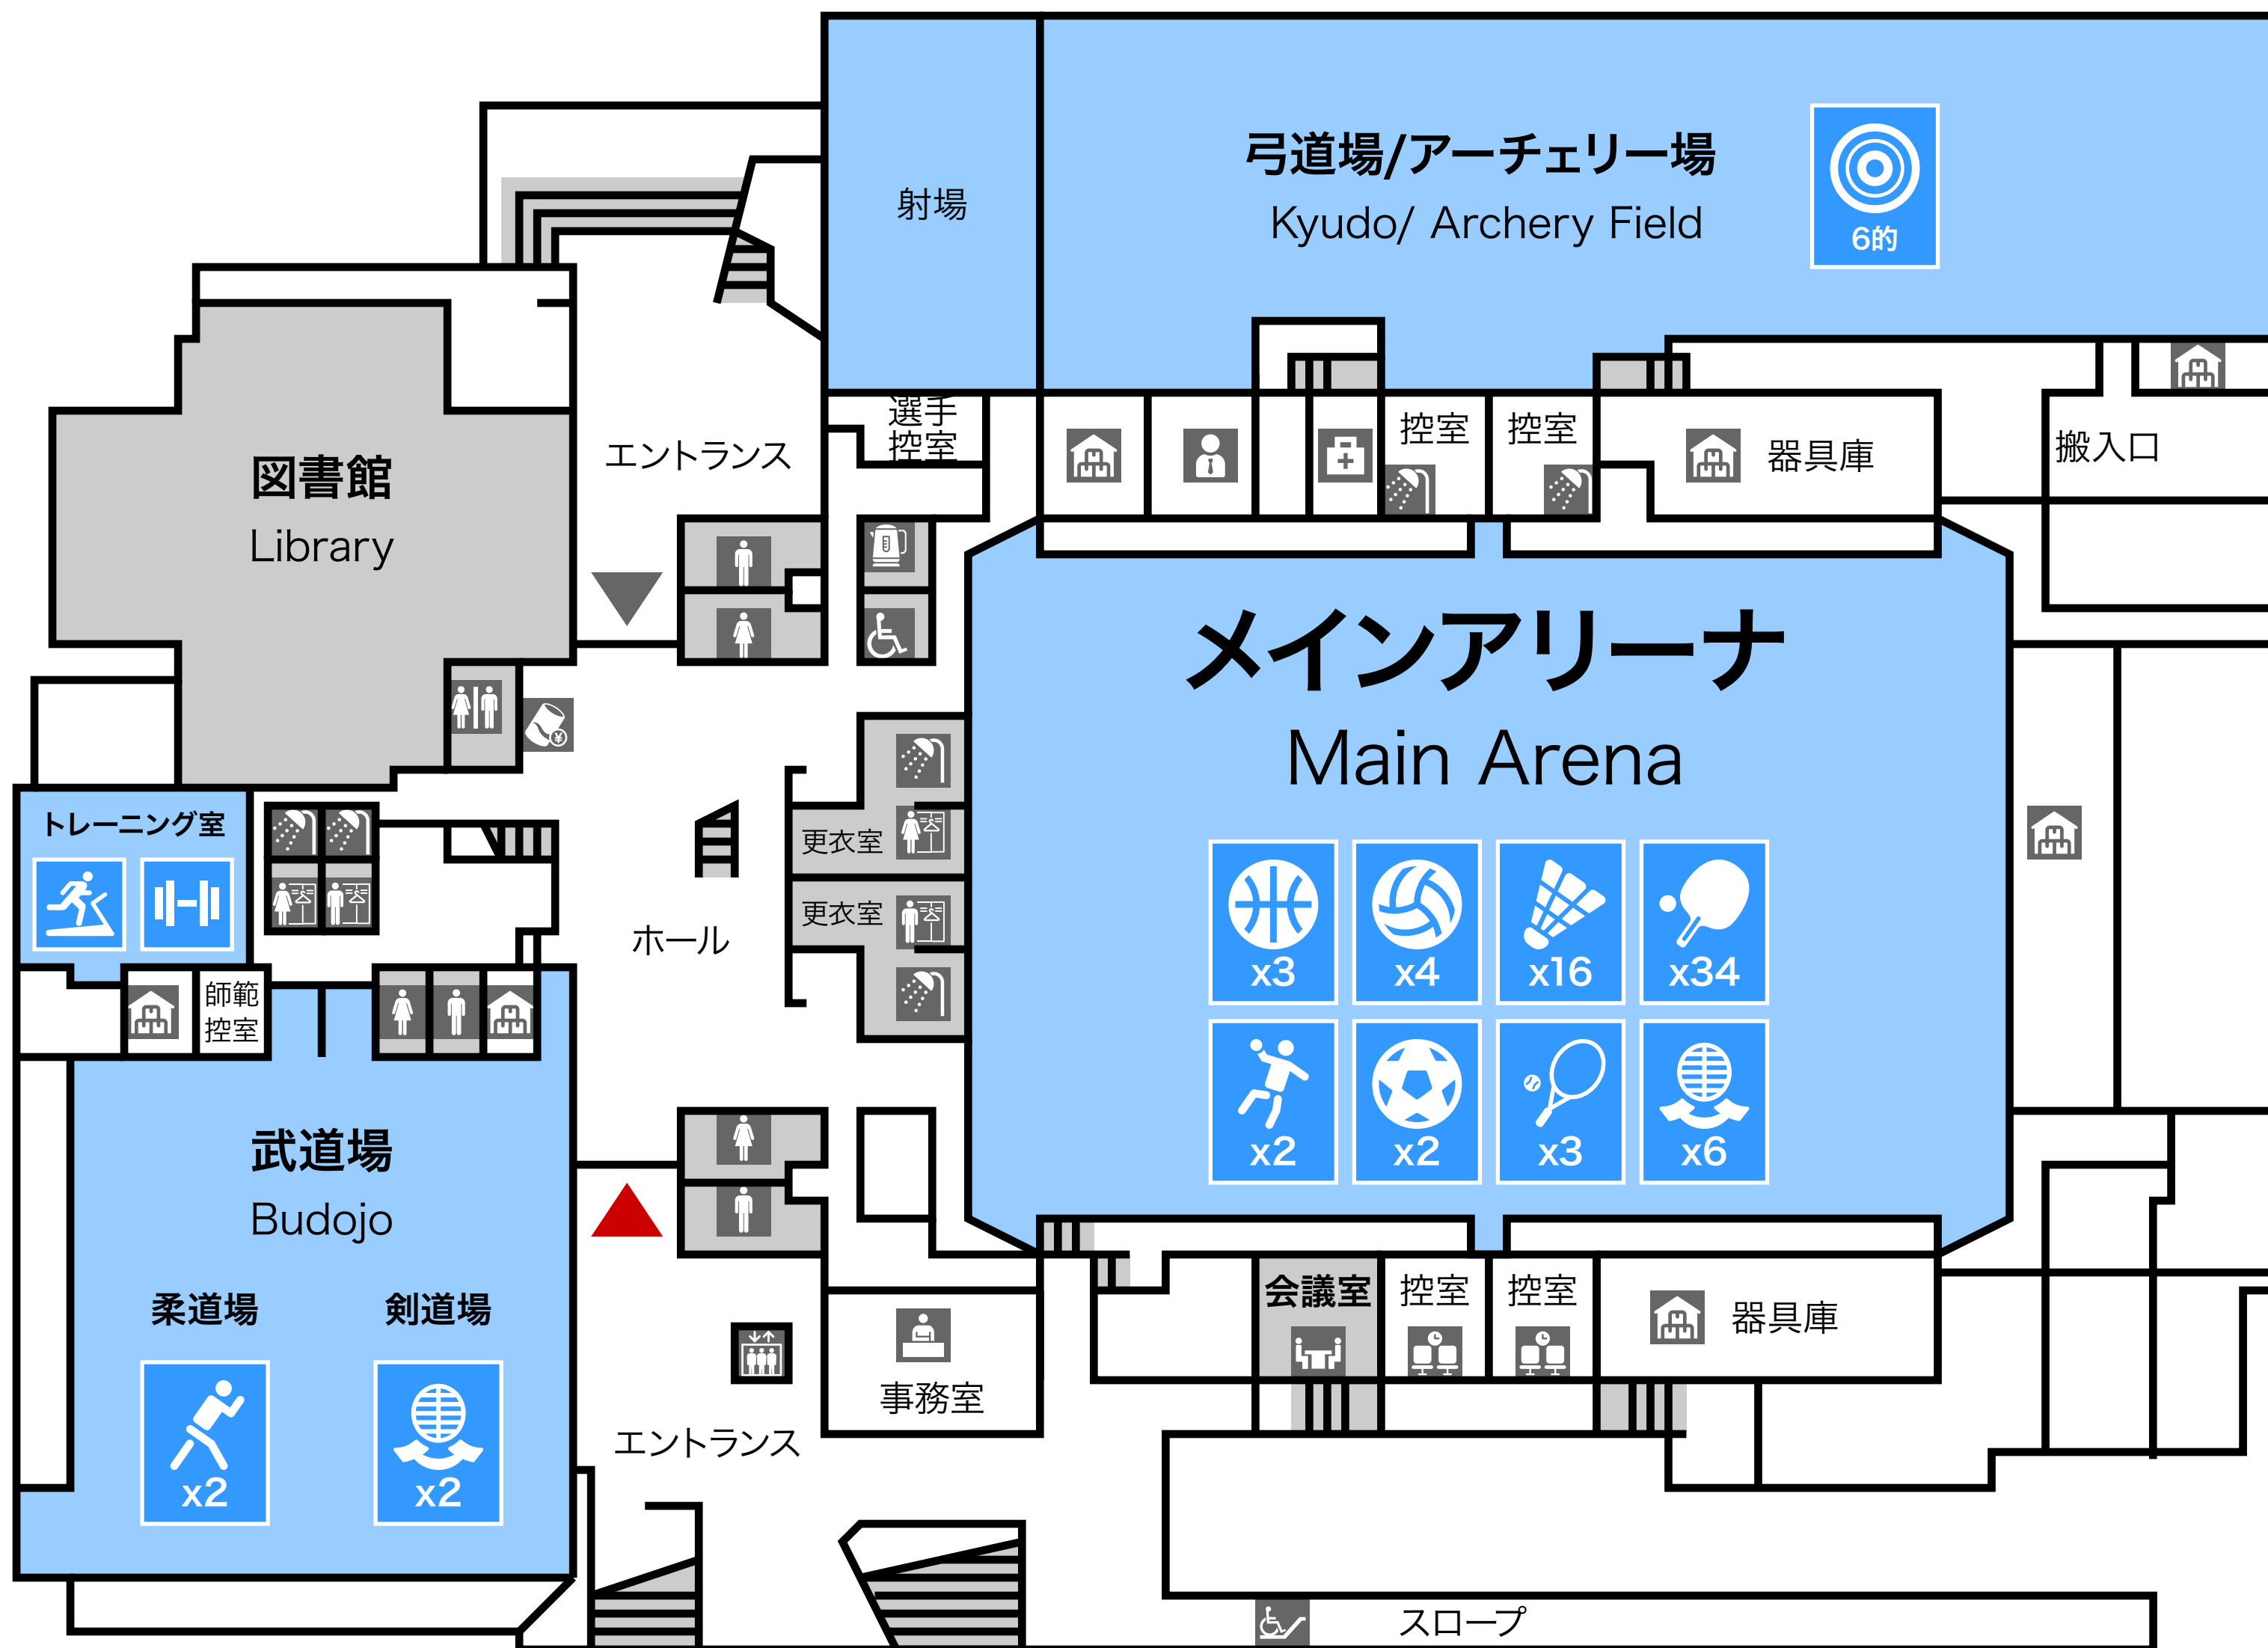 弓道場/アーチェリー場
Kyudo/ Archery Field
6的
射場
選手
控室
控室
控室
器具庫
搬入口
図書館
Library
エントランス
メインアリーナ
Main Arena
x3
x4
x16
x34
x2
x2
x3
x6
¥
トレーニング室
更衣室
更衣室
ホール
師範
控室
武道場
Budojo
柔道場
剣道場
x2
x2
会議室
控室
控室
器具庫
事務室
エントランス
スロープ